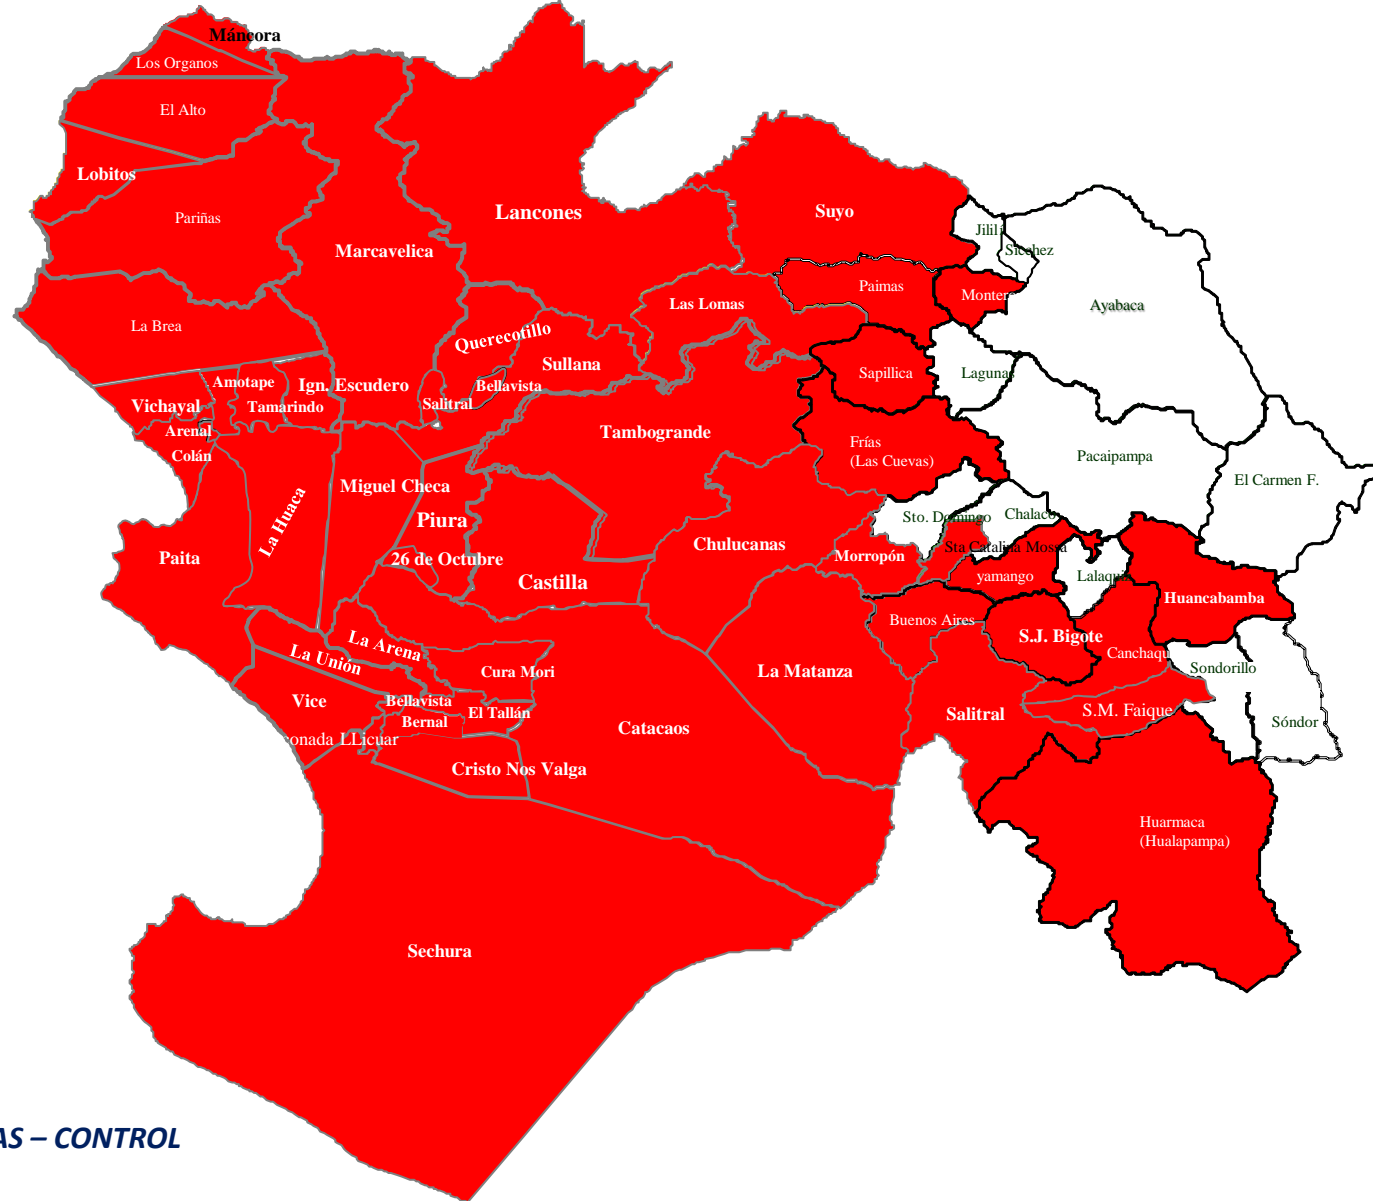 Máncora
Los Organos
El Alto
Lobitos
Pariñas
Lancones
Suyo
Jililí
Sicchez
Marcavelica
Paimas
Monter
Ayabaca
Las Lomas
La Brea
Querecotillo
Sullana
Lagunas
Sapillica
Amotape
Ign. Escudero
Bellavista
Vichayal
Tamarindo
Salitral
Arenal
Tambogrande
Frías
(Las Cuevas)
Colán
Pacaipampa
El Carmen F.
Miguel Checa
La Huaca
Piura
Sto. Domingo
Chalaco
Paita
26 de Octubre
Chulucanas
Morropón
Sta Catalina Mossa
Castilla
yamango
Lalaquiz
Huancabamba
Buenos Aires
S.J. Bigote
La Arena
La Unión
Canchaqu
Cura Mori
La Matanza
Sondorillo
Vice
Bellavista
El Tallán
Bernal
Salitral
S.M. Faique
Sóndor
Catacaos
conada LLicuar
Cristo Nos Valga
Huarmaca
(Hualapampa)
Sechura
AS – CONTROL